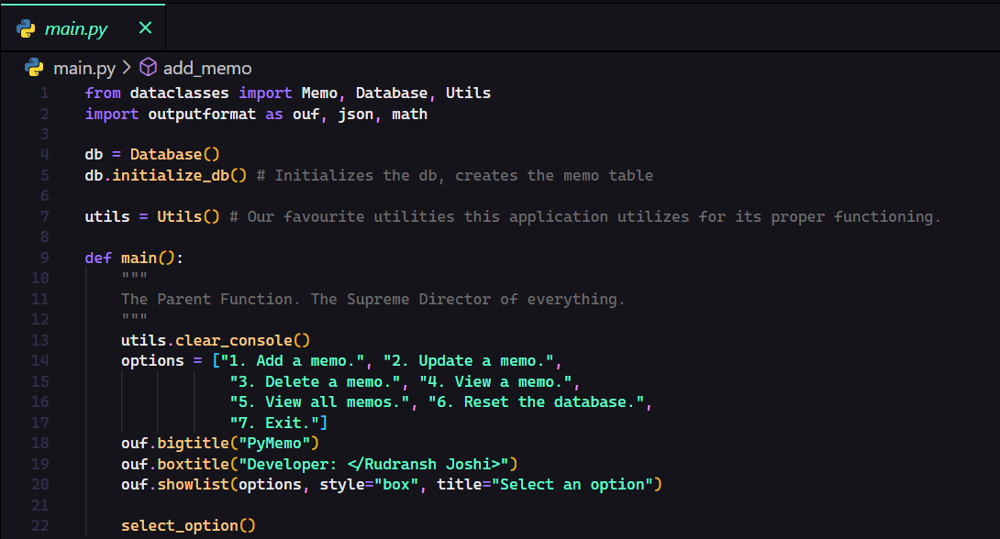 main.py ×
main.py > add_memo
1 from dataclasses import Memo, Database, Utils
2 import outputformat as ouf, json, math
3
4 db = Database()
5 db.initialize_db() # Initializes the db, creates the memo table
6
7 utils = Utils() # Our favourite utilities this application utilizes for its proper functioning.
8
9 def main():
10     """
11     The Parent Function. The Supreme Director of everything.
12     """
13     utils.clear_console()
14     options = ["1. Add a memo.", "2. Update a memo.",
15                 "3. Delete a memo.", "4. View a memo.",
16                 "5. View all memos.", "6. Reset the database.",
17                 "7. Exit."]
18     ouf.bigtitle("PyMemo")
19     ouf.boxtitle("Developer: </Rudransh Joshi>")
20     ouf.showlist(options, style="box", title="Select an option")
21
22     select_option()